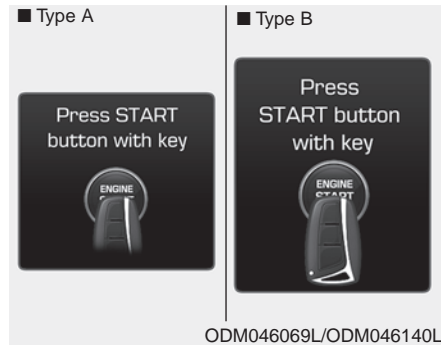 ■ Type A
Press START
button with key
ENGINE
■ Type B
Press
START button
with key
ENGINE
START
ODM046069L/ODM046140L